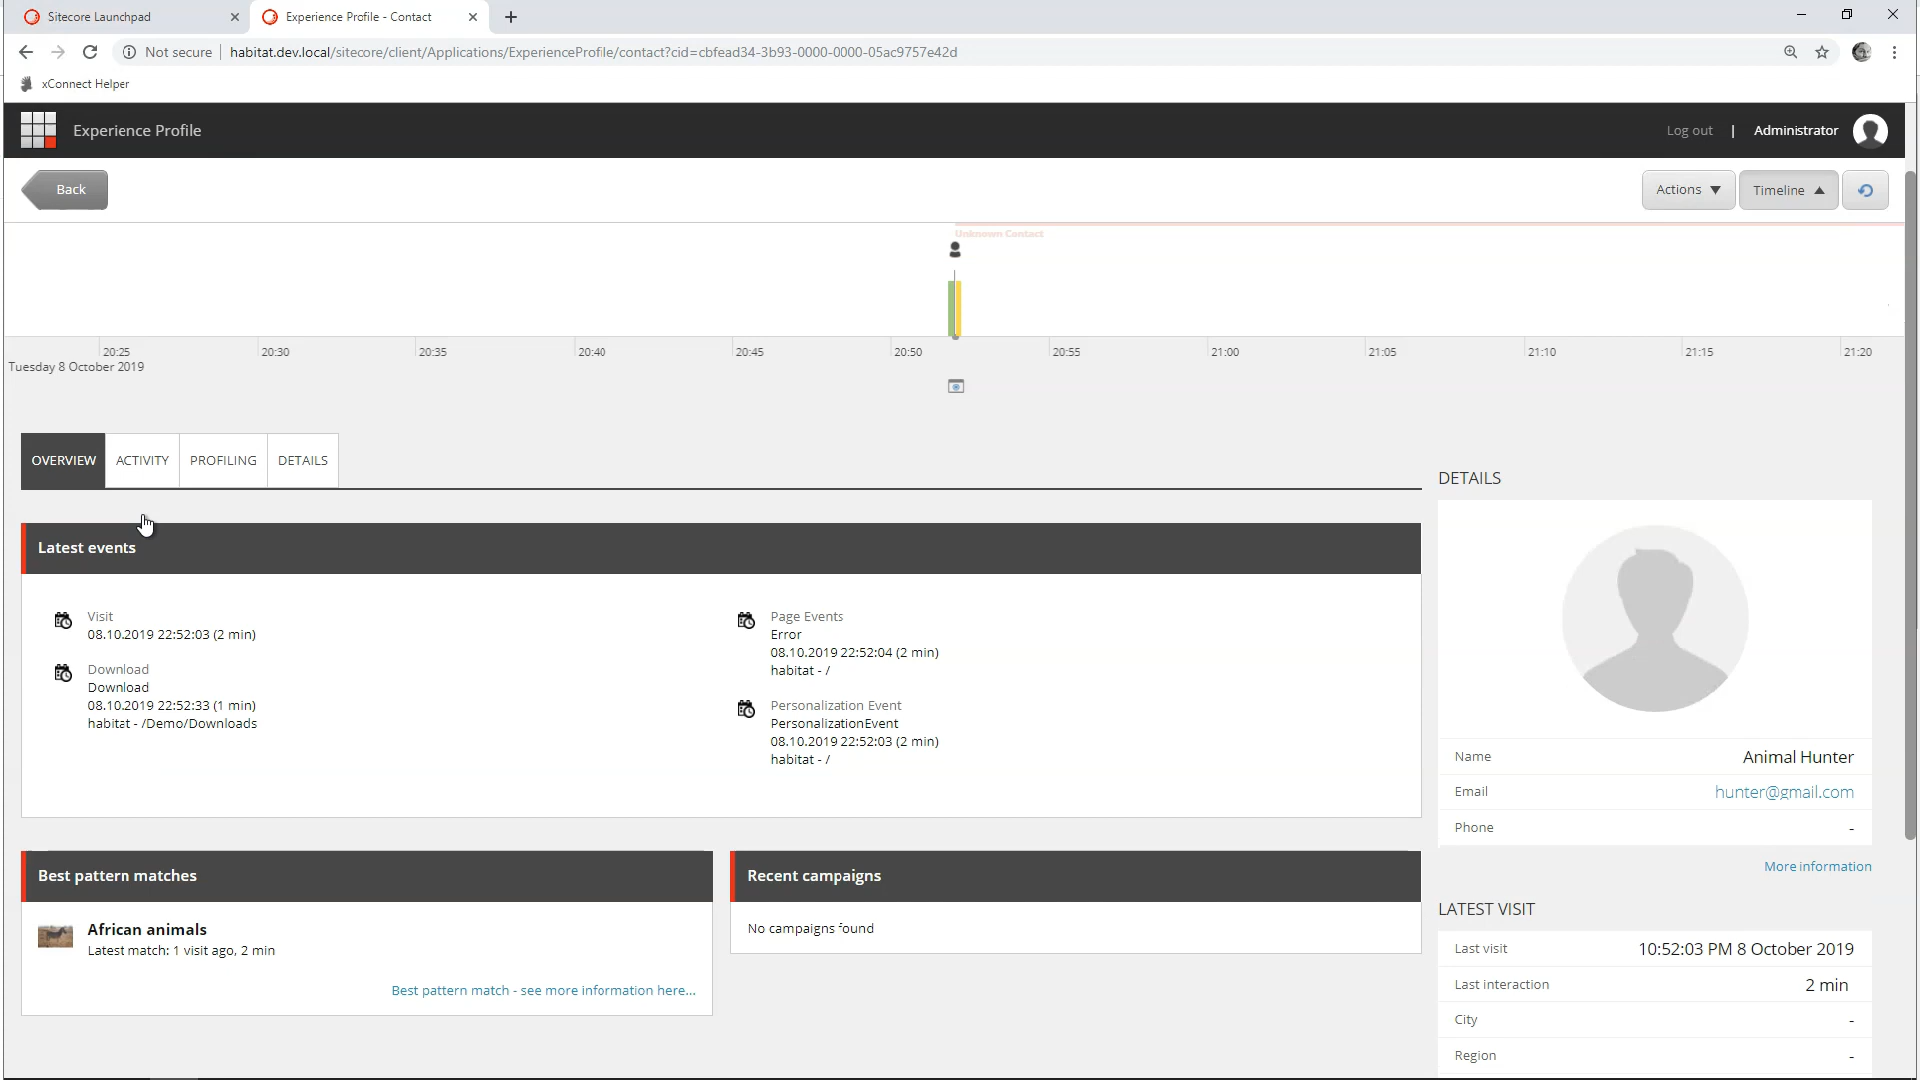 Sitecore Launchpad
Experience Profile - Contact
Not secure habitat.dev.local/sitecore/client/Applications/ExperienceProfile/contact?cid=cbfead34-3b93-0000-0000-05ac9757e42d
xConnect Helper
Experience Profile
Log out | Administrator
Back
Actions
Timeline
Unknown Contact
20:25 20:30 20:35 20:40 20:45 20:50 20:55 21:00 21:05 21:10 21:15 21:20
Tuesday 8 October 2019
OVERVIEW ACTIVITY PROFILING DETAILS
Latest events
Visit
08.10.2019 22:52:03 (2 min)
Download
Download
08.10.2019 22:52:33 (1 min)
habitat - /Demo/Downloads
Page Events
Error
08.10.2019 22:52:04 (2 min)
habitat - /
Personalization Event
PersonalizationEvent
08.10.2019 22:52:03 (2 min)
habitat - /
Best pattern matches
African animals
Latest match: 1 visit ago, 2 min
Best pattern match - see more information here...
Recent campaigns
No campaigns found
DETAILS
Name Animal Hunter
Email hunter@gmail.com
Phone -
More information
LATEST VISIT
Last visit 10:52:03 PM 8 October 2019
Last interaction 2 min
City -
Region -